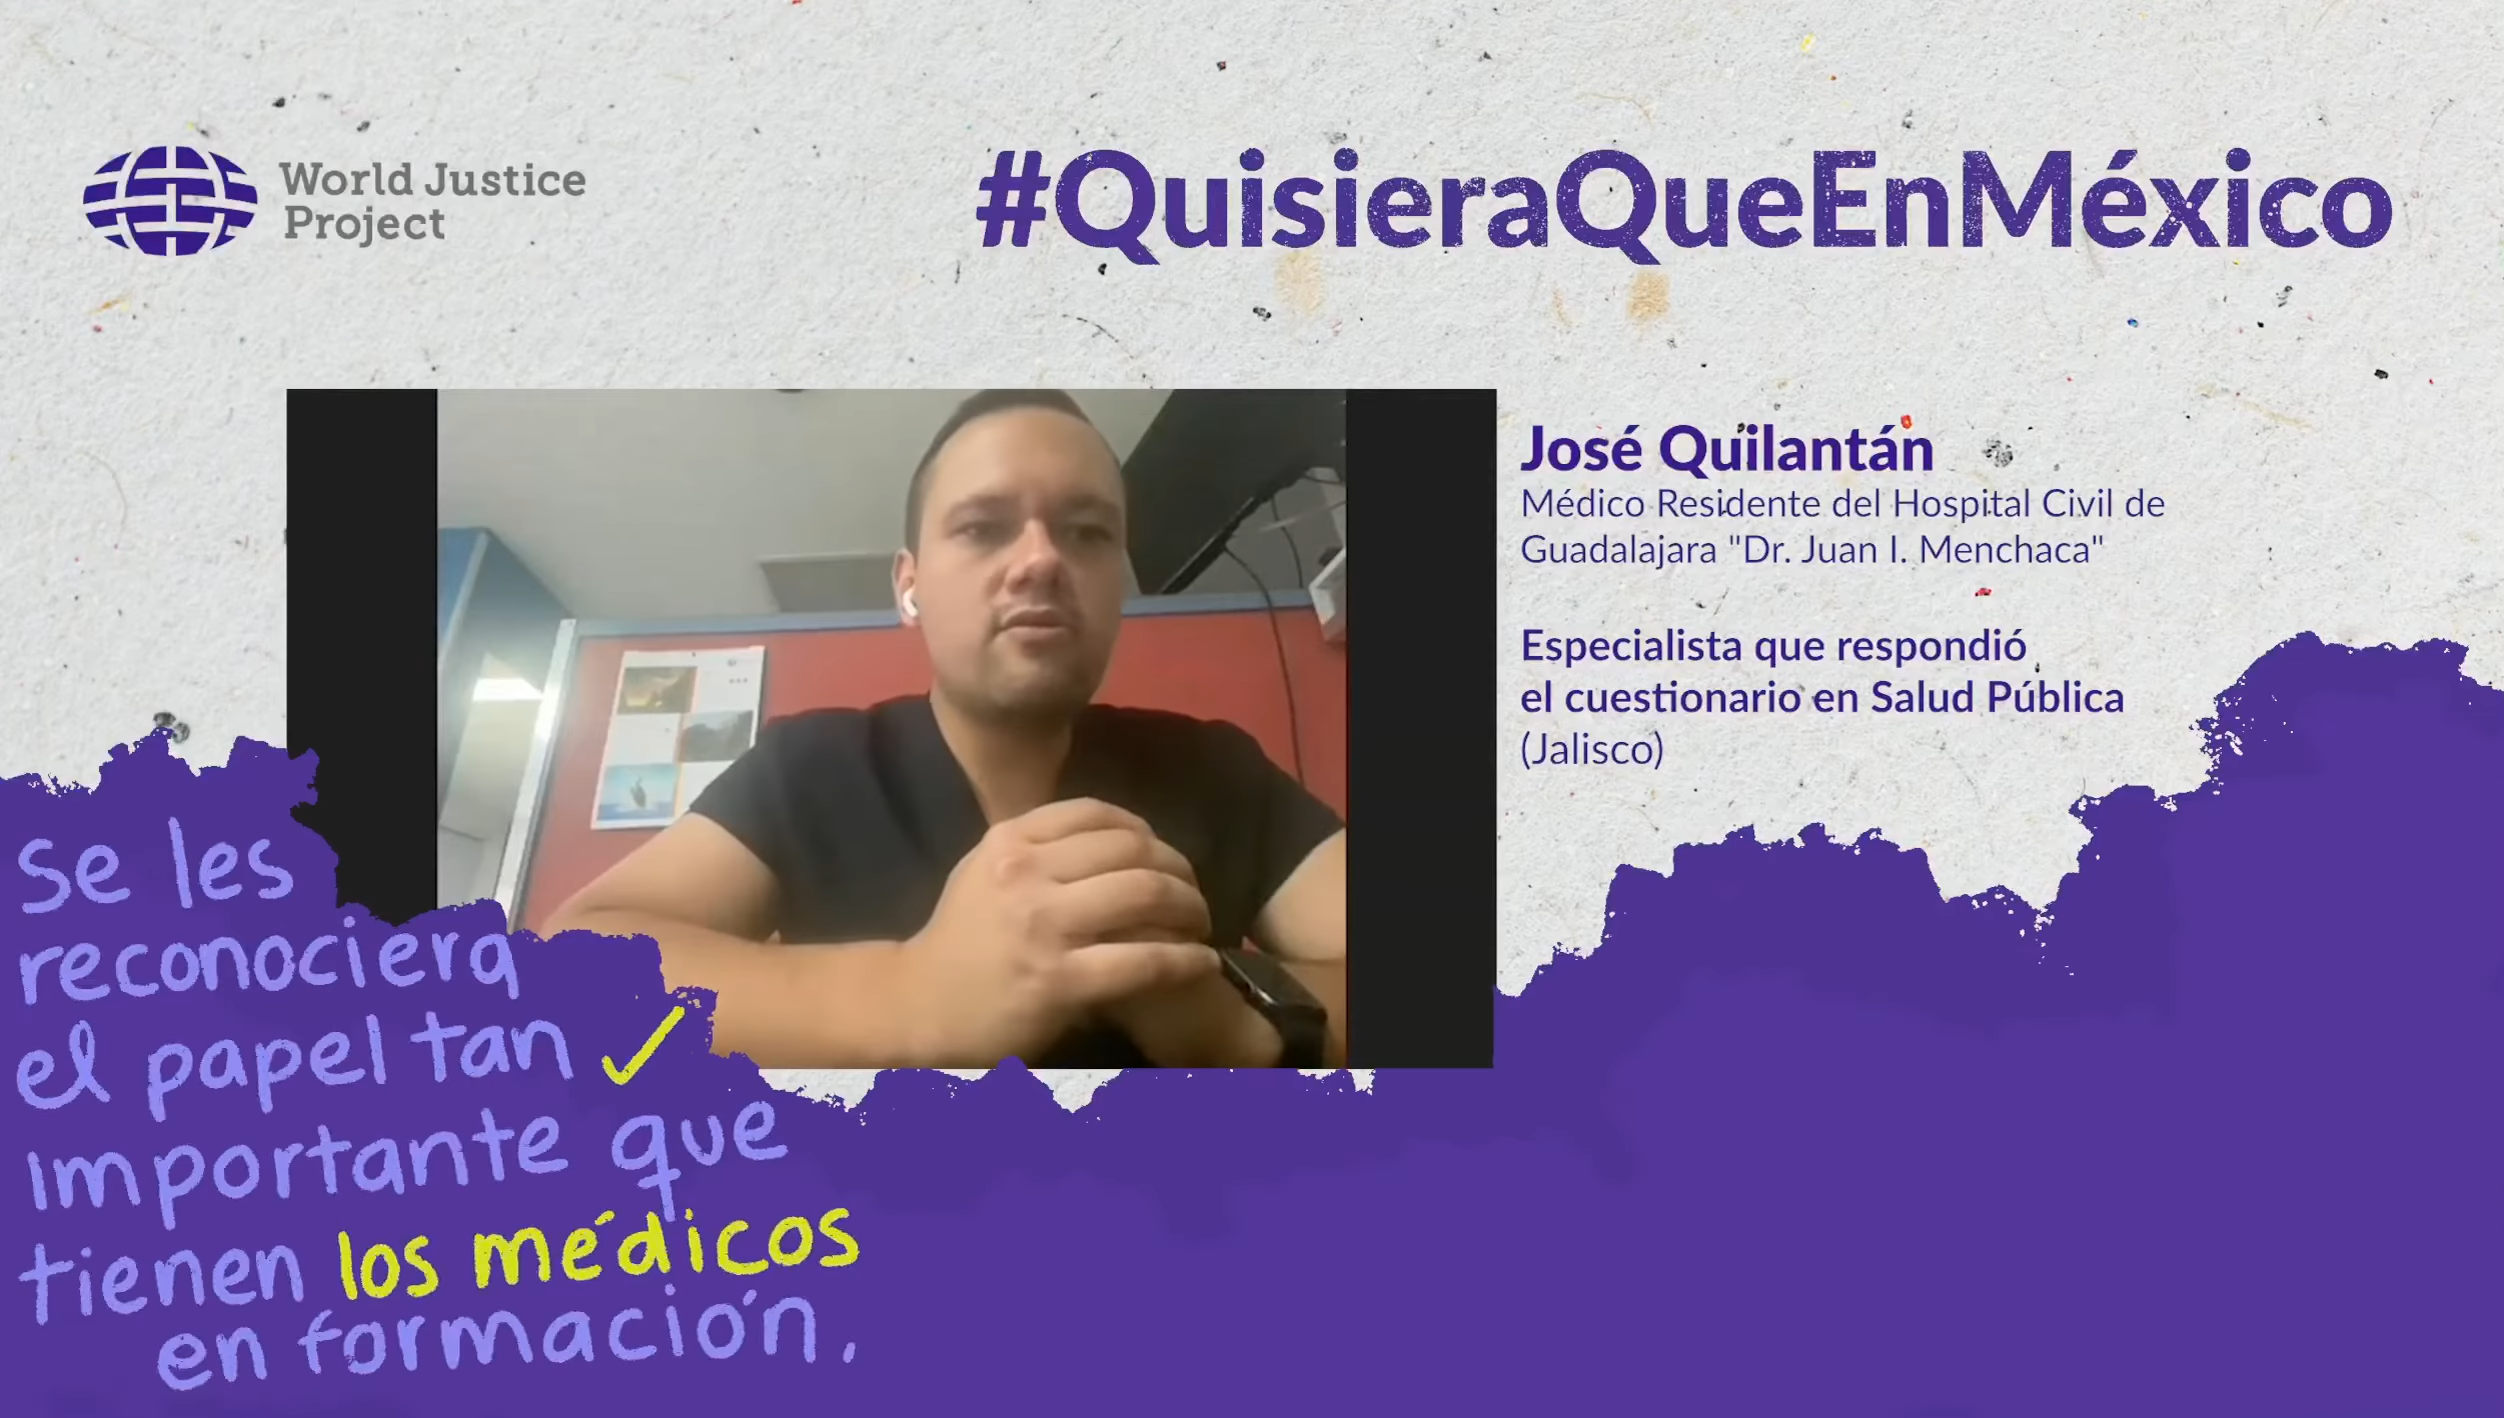 World Justice
Project
#QuisieraQueEnMéxico
José Quilantán
Médico Residente del Hospital Civil de
Guadalajara "Dr. Juan I. Menchaca"
Especialista que respondió
el cuestionario en Salud Pública
(Jalisco)
se les
reconociera
el papel tan
importante que
tienen los médicos
en formación.